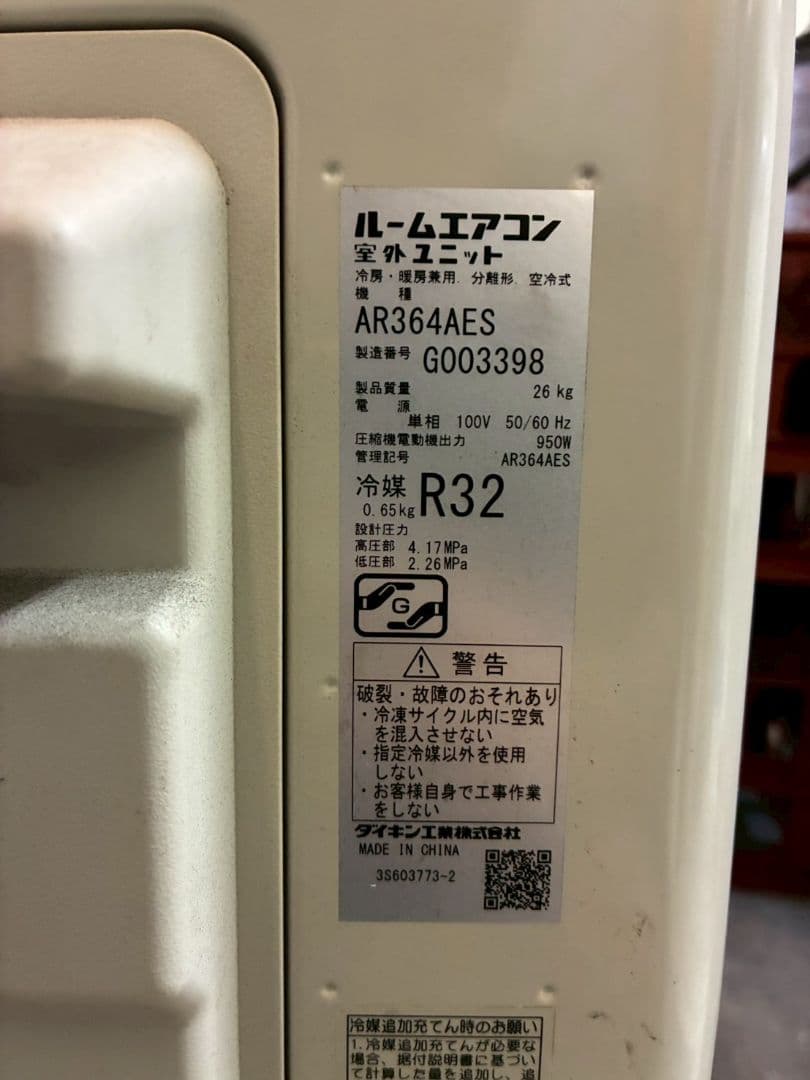 ルームエアコン
室外ユニット
冷房・暖房兼用. 分離形. 空冷式
機 種
AR364AES
製造番号 G003398
製品質量 26 kg
電 源
単相 100V 50/60 Hz
圧縮機電動機出力 950W
管理記号 AR364AES
冷媒 R32
0.65kg
設計圧力
高圧部 4.17MPa
低圧部 2.26MPa
G
警告
破裂・故障のおそれあり
・冷凍サイクル内に空気
を混入させない
・指定冷媒以外を使用
しない
・お客様自身で工事作業
をしない
ダイキン工業株式会社
MADE IN CHINA
3S603773-2
冷媒追加充てん時のお願い
1.冷媒追加充てんが必要な
場合、据付説明書に基づい
て計算した量を追加し、追